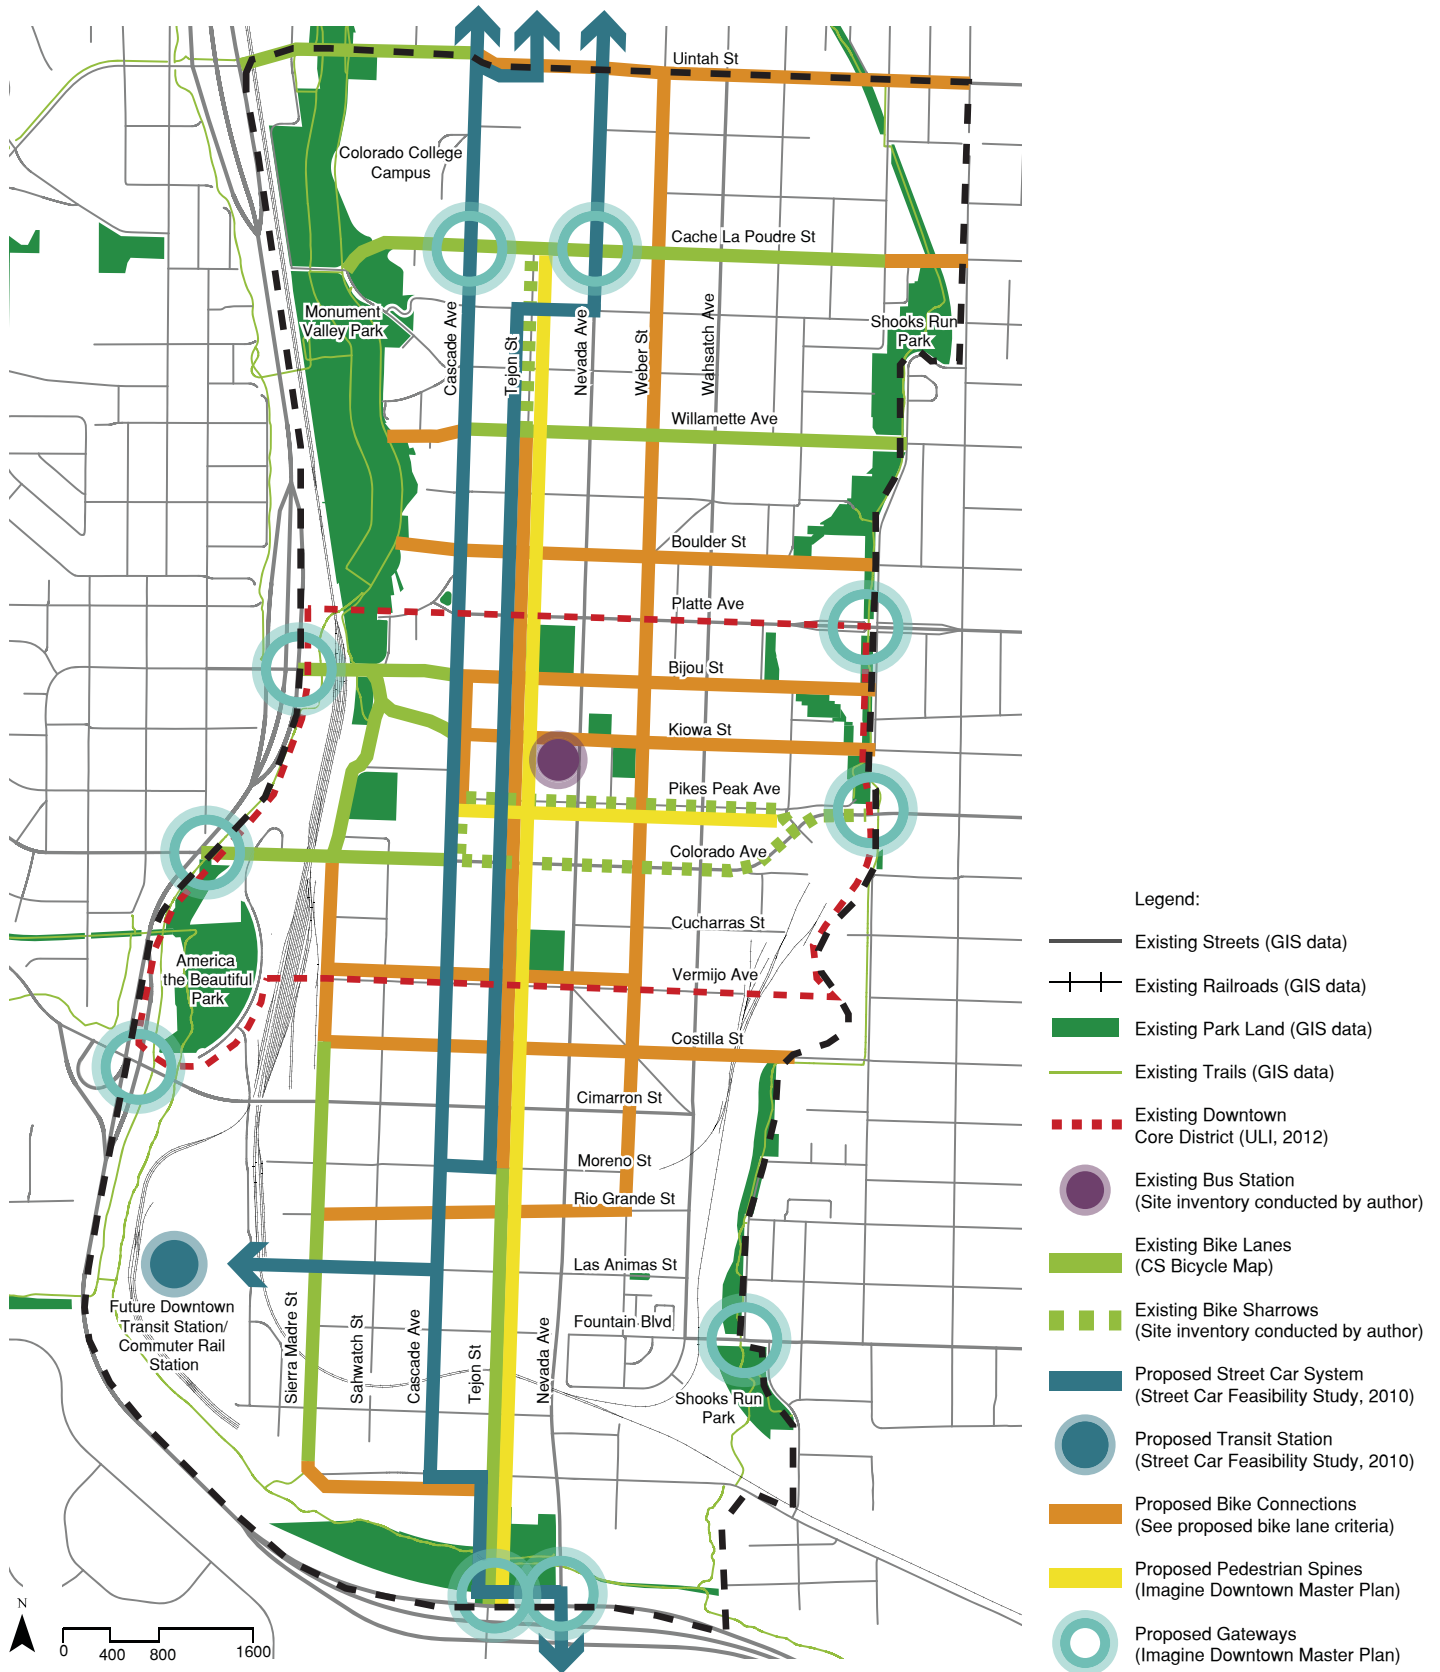 Uintah St
Colorado College
Campus
Cache La Poudre St
Monument
Valley Park
Shooks Run
Park
Cascade Ave
Tejon St
Nevada Ave
Weber St
Wahsatch Ave
Willamette Ave
Boulder St
Platte Ave
Bijou St
Kiowa St
Pikes Peak Ave
Colorado Ave
Cucharras St
America
the Beautiful
Park
Vermijo Ave
Costilla St
Cimarron St
Moreno St
Rio Grande St
Las Animas St
Future Downtown
Transit Station/
Commuter Rail
Station
Fountain Blvd
Sierra Madre St
Sahwatch St
Cascade Ave
Tejon St
Nevada Ave
Shooks Run
Park
N
0 400 800 1600
Legend:
Existing Streets (GIS data)
Existing Railroads (GIS data)
Existing Park Land (GIS data)
Existing Trails (GIS data)
Existing Downtown
Core District (ULI, 2012)
Existing Bus Station
(Site inventory conducted by author)
Existing Bike Lanes
(CS Bicycle Map)
Existing Bike Sharrows
(Site inventory conducted by author)
Proposed Street Car System
(Street Car Feasibility Study, 2010)
Proposed Transit Station
(Street Car Feasibility Study, 2010)
Proposed Bike Connections
(See proposed bike lane criteria)
Proposed Pedestrian Spines
(Imagine Downtown Master Plan)
Proposed Gateways
(Imagine Downtown Master Plan)